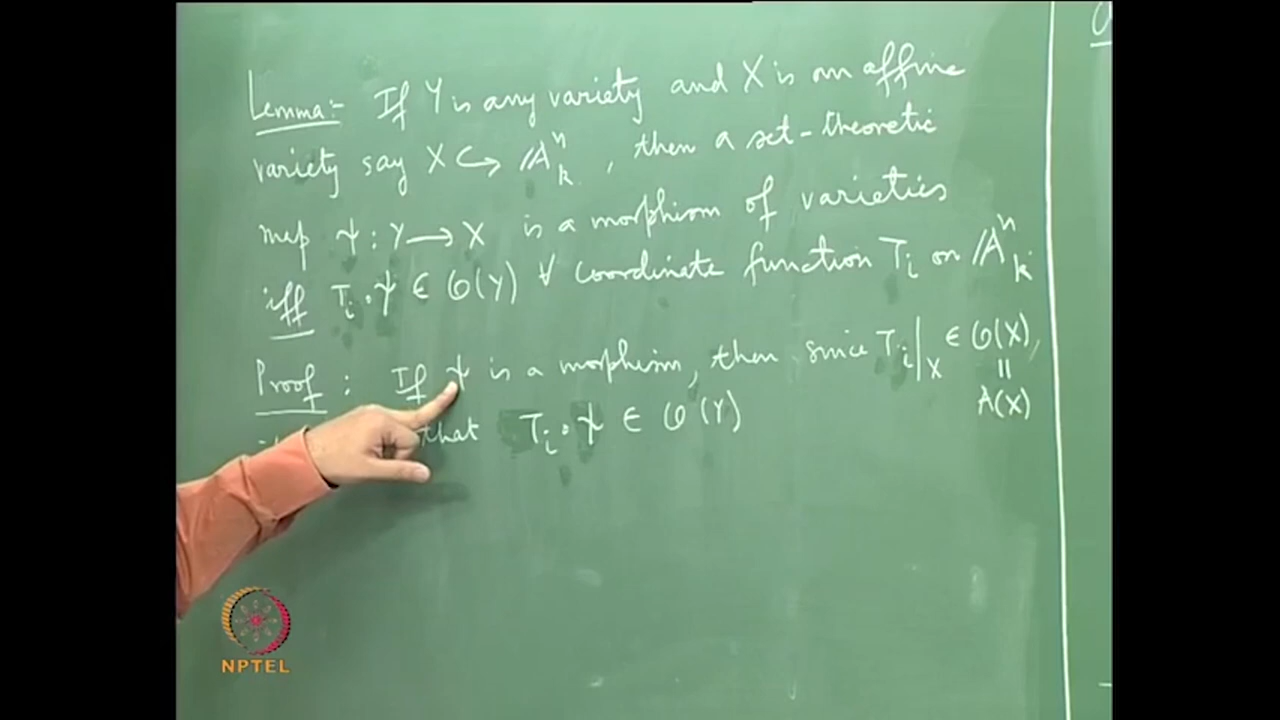 Lemma:- If Y is any variety and X is an affine
variety say X ↪ 𝔸ⁿₖ, then a set-theoretic
map ψ: Y → X is a morphism of varieties
iff Tᵢ∘ψ ∈ O(Y) ∀ coordinate function Tᵢ on 𝔸ⁿₖ
Proof: If ψ is a morphism, then since Tᵢ|X ∈ O(X),
||
A(X)
that Tᵢ∘ψ ∈ O(Y)
NPTEL